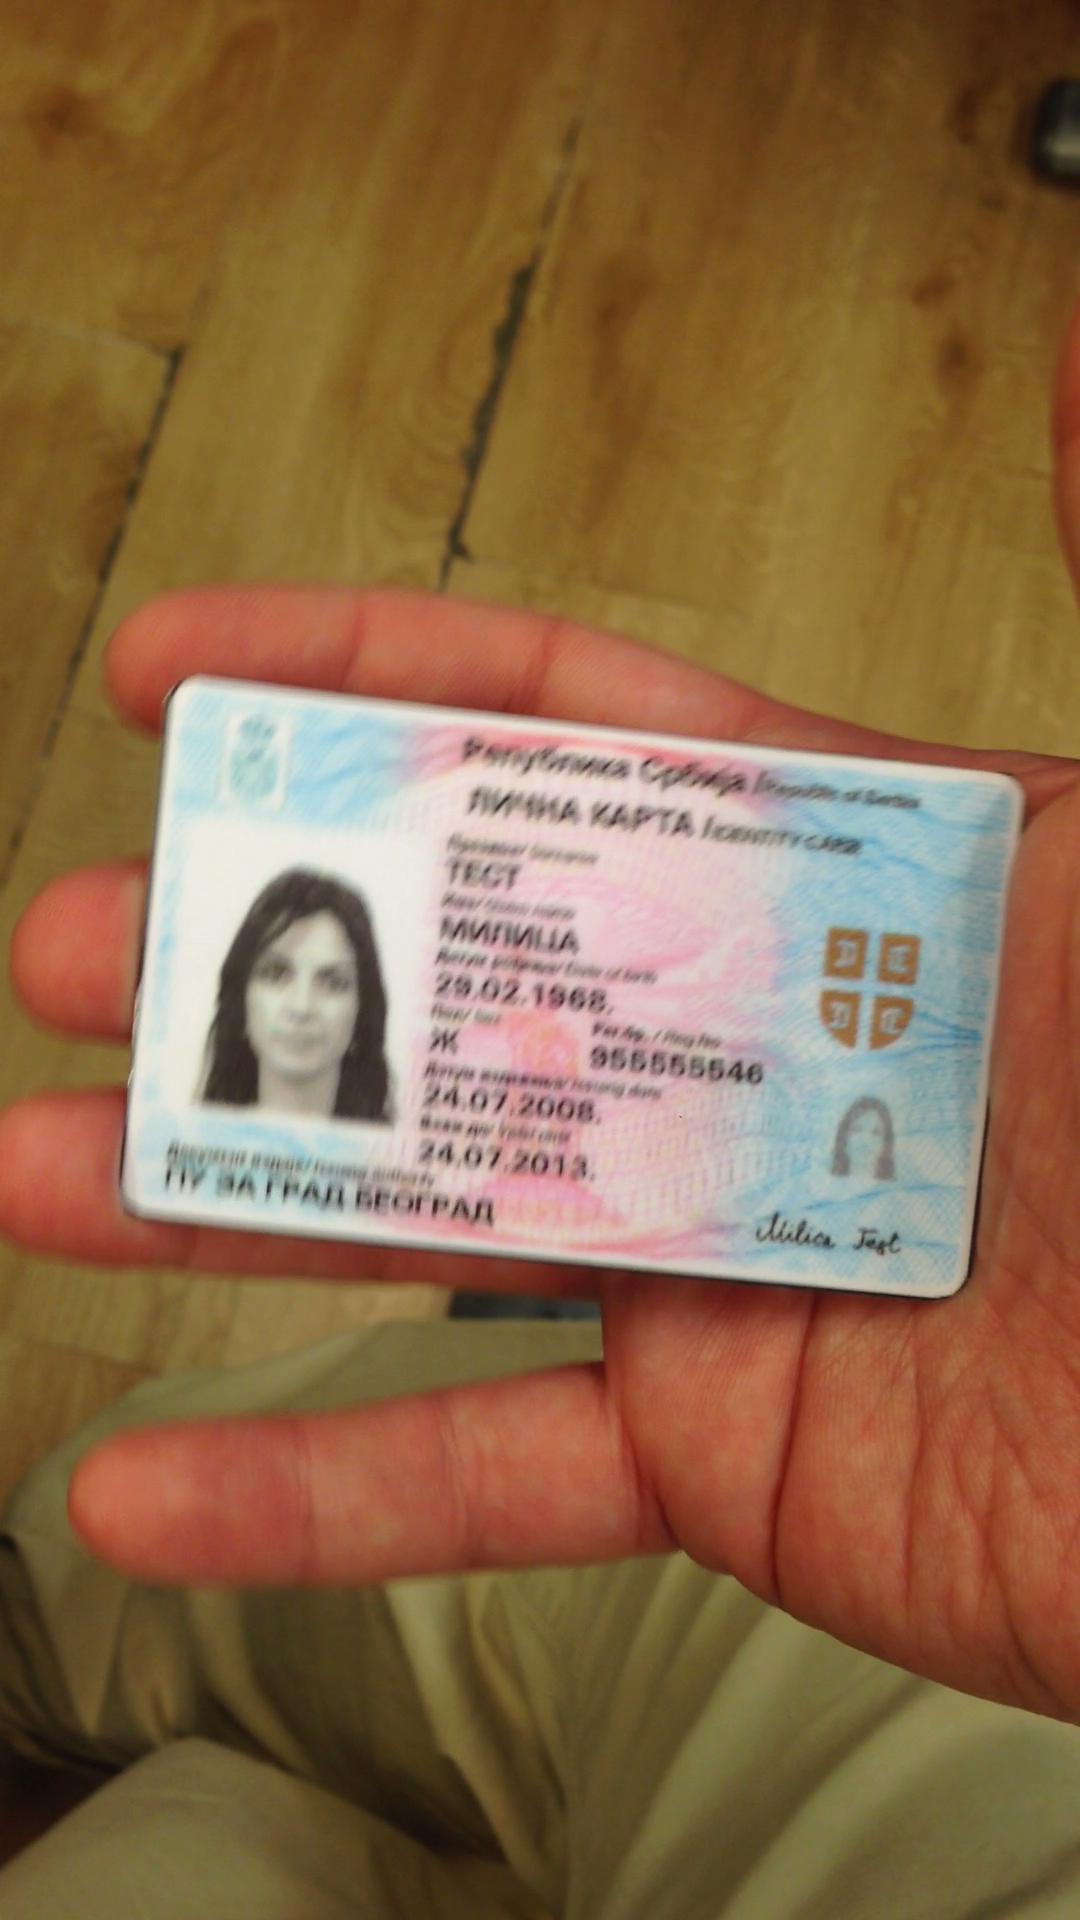 Република Србија / Republic of Serbia
ЛИЧНА КАРТА / IDENTITY CARD
Презиме / Surname
ТЕСТ
Име / Given name
МИЛИЦА
Датум рођења / Date of birth
29.02.1968.
Пол / Sex Рег.бр. / Reg.No
Ж 955555546
Датум издавања / Issuing date
24.07.2008.
Важи до / Valid until
24.07.2013.
Документ издаје / Issuing authority
ПУ ЗА ГРАД БЕОГРАД
Milica Test